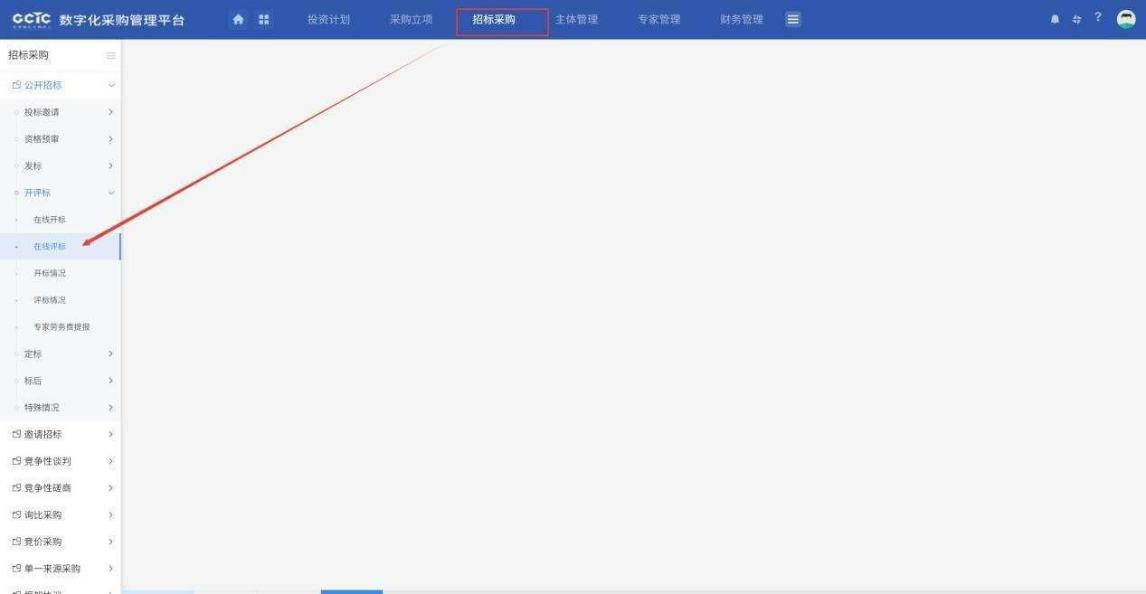 GCTC 数字化采购管理平台
投资计划
采购立项
招标采购
主体管理
专家管理
财务管理
?
招标采购
公开招标
投标邀请
资格预审
发标
开评标
在线开标
在线评标
开标情况
评标情况
专家劳务费提报
定标
标后
特殊情况
邀请招标
竞争性谈判
竞争性磋商
询比采购
竞价采购
单一来源采购